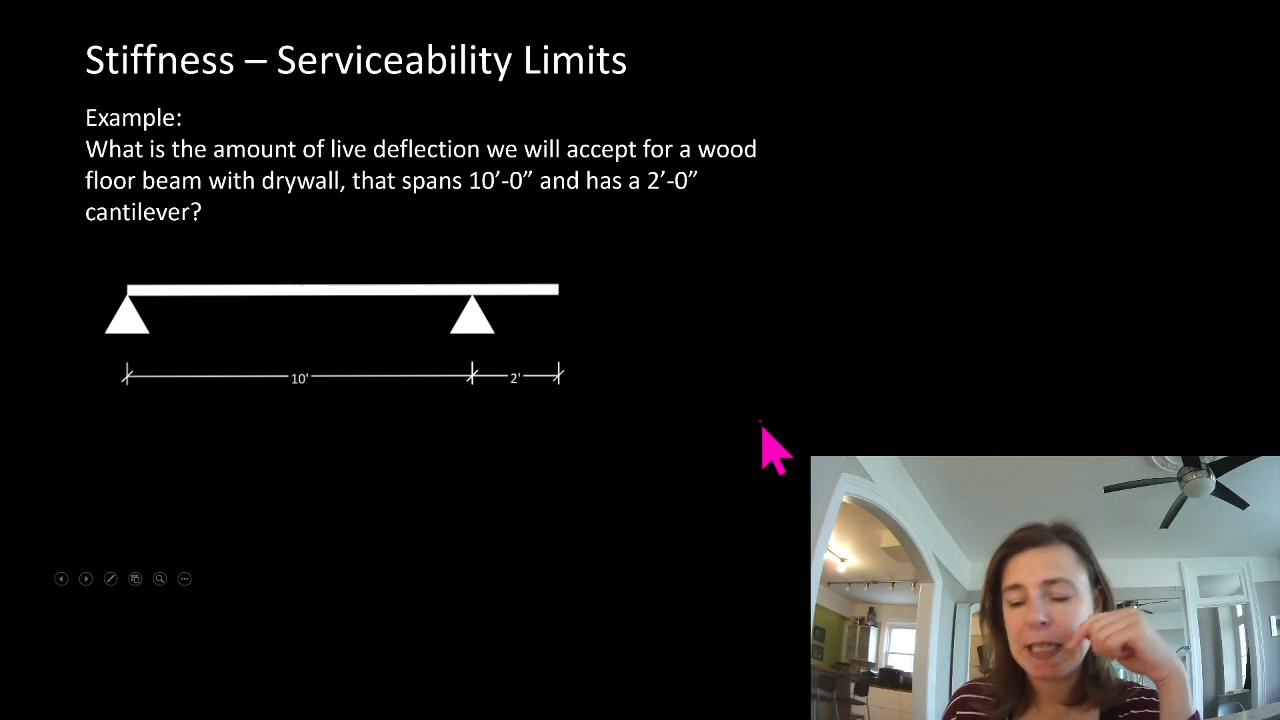 Stiffness – Serviceability Limits
Example:
What is the amount of live deflection we will accept for a wood
floor beam with drywall, that spans 10’-0” and has a 2’-0”
cantilever?
10'
2'